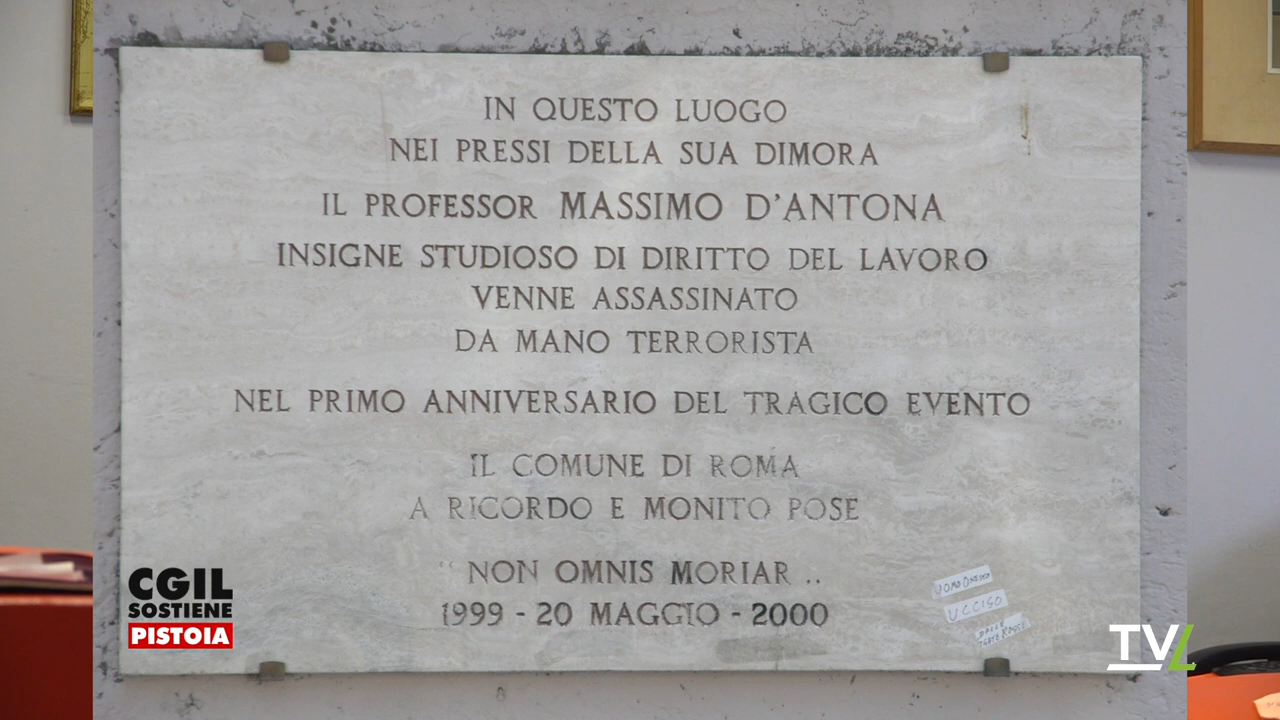 IN QUESTO LUOGO
NEI PRESSI DELLA SUA DIMORA
IL PROFESSOR MASSIMO D'ANTONA
INSIGNE STUDIOSO DI DIRITTO DEL LAVORO
VENNE ASSASSINATO
DA MANO TERRORISTA
NEL PRIMO ANNIVERSARIO DEL TRAGICO EVENTO
IL COMUNE DI ROMA
A RICORDO E MONITO POSE
" NON OMNIS MORIAR ..
1999 - 20 MAGGIO - 2000
UCCISO
CGIL
SOSTIENE
PISTOIA
TVL